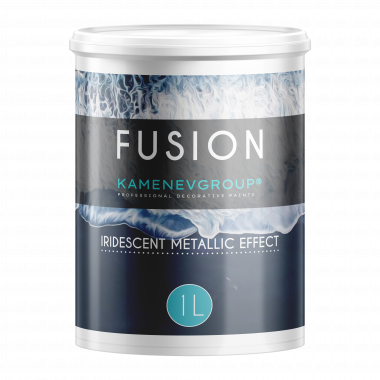 FUSION
KAMENEVGROUP®
PROFESSIONAL DECORATIVE PAINTS
IRIDESCENT METALLIC EFFECT
1L